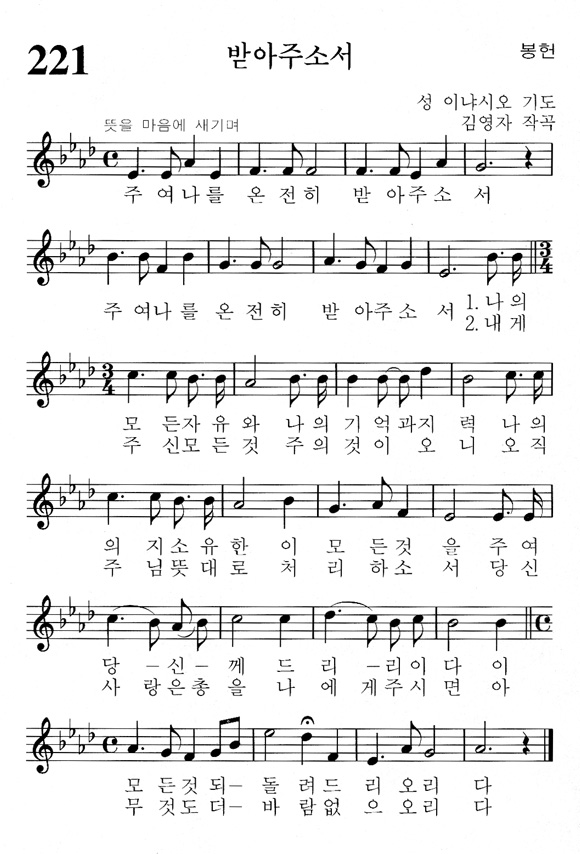 221 받아주소서 봉헌
성 이냐시오 기도
뜻을 마음에 새기며 김영자 작곡
주 여 나 를 온 전 히 받 아 주 소 서
주 여 나 를 온 전 히 받 아 주 소 서 1. 나 의
2. 내 게
3/4
모 든 자 유 와 나 의 기 억 과 지 력 나 의
주 신 모 든 것 주 의 것 이 오 니 오 직
의 지 소 유 한 이 모 든 것 을 주 여
주 님 뜻 대 로 처 리 하 소 서 당 신
당 – 신 – 께 드 리 – 리 이 다 이
사 랑 은 총 을 나 에 게 주 시 면 아
모 든 것 되 – 돌 려 드 리 오 리 다
무 것 도 더 – 바 람 없 으 오 리 다